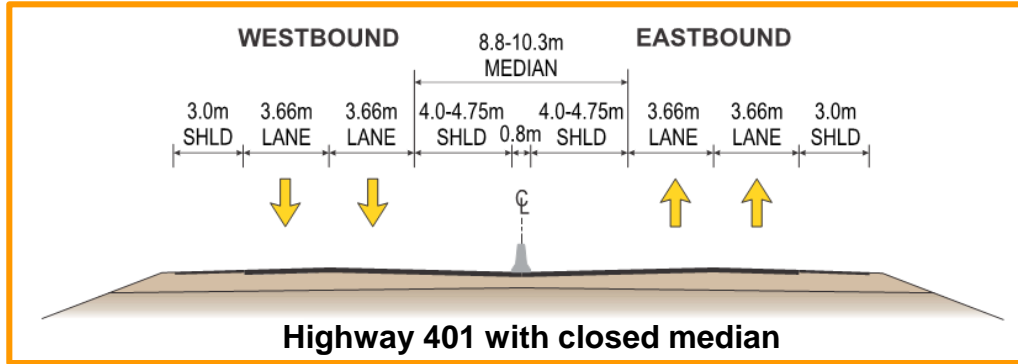 WESTBOUND
8.8-10.3m
MEDIAN
EASTBOUND
3.0m
SHLD
3.66m
LANE
3.66m
LANE
4.0-4.75m
SHLD
0.8m
4.0-4.75m
SHLD
3.66m
LANE
3.66m
LANE
3.0m
SHLD
℄
Highway 401 with closed median